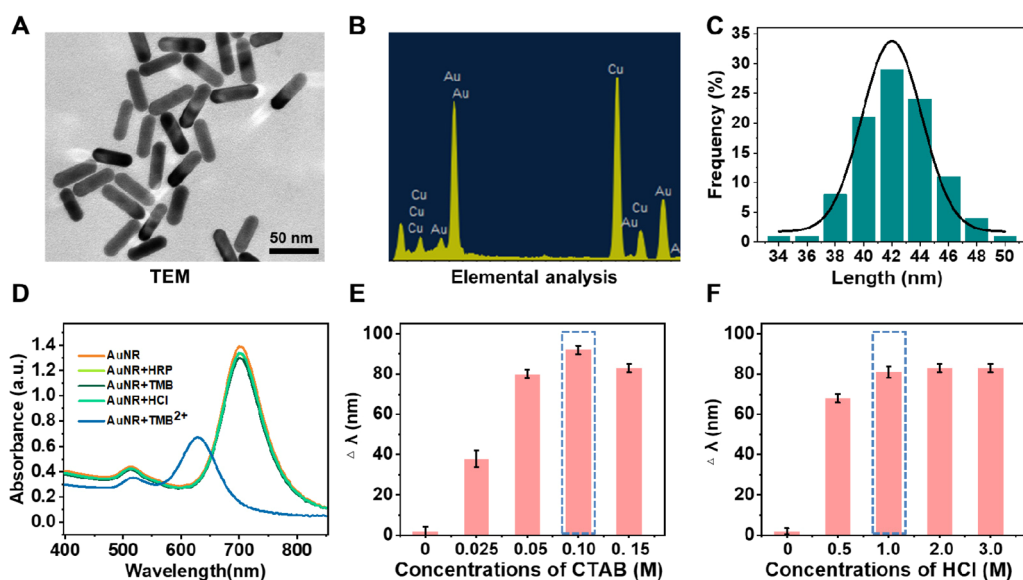 A
50 nm
TEM
B
Au
Au
Cu
Cu
Cu
Cu
Au
Au
Cu
Au
A
Elemental analysis
C
Frequency (%)
35
30
25
20
15
10
5
0
34 36 38 40 42 44 46 48 50
Length (nm)
D
Absorbance (a.u.)
1.6
1.4
1.2
1.0
0.8
0.6
0.4
0.2
0.0
AuNR
AuNR+HRP
AuNR+TMB
AuNR+HCl
AuNR+TMB²⁺
400 500 600 700 800
Wavelength(nm)
E
△ λ (nm)
100
80
60
40
20
0
0 0.025 0.05 0.10 0.15
Concentrations of CTAB (M)
F
△ λ (nm)
100
80
60
40
20
0
0 0.5 1.0 2.0 3.0
Concentrations of HCl (M)